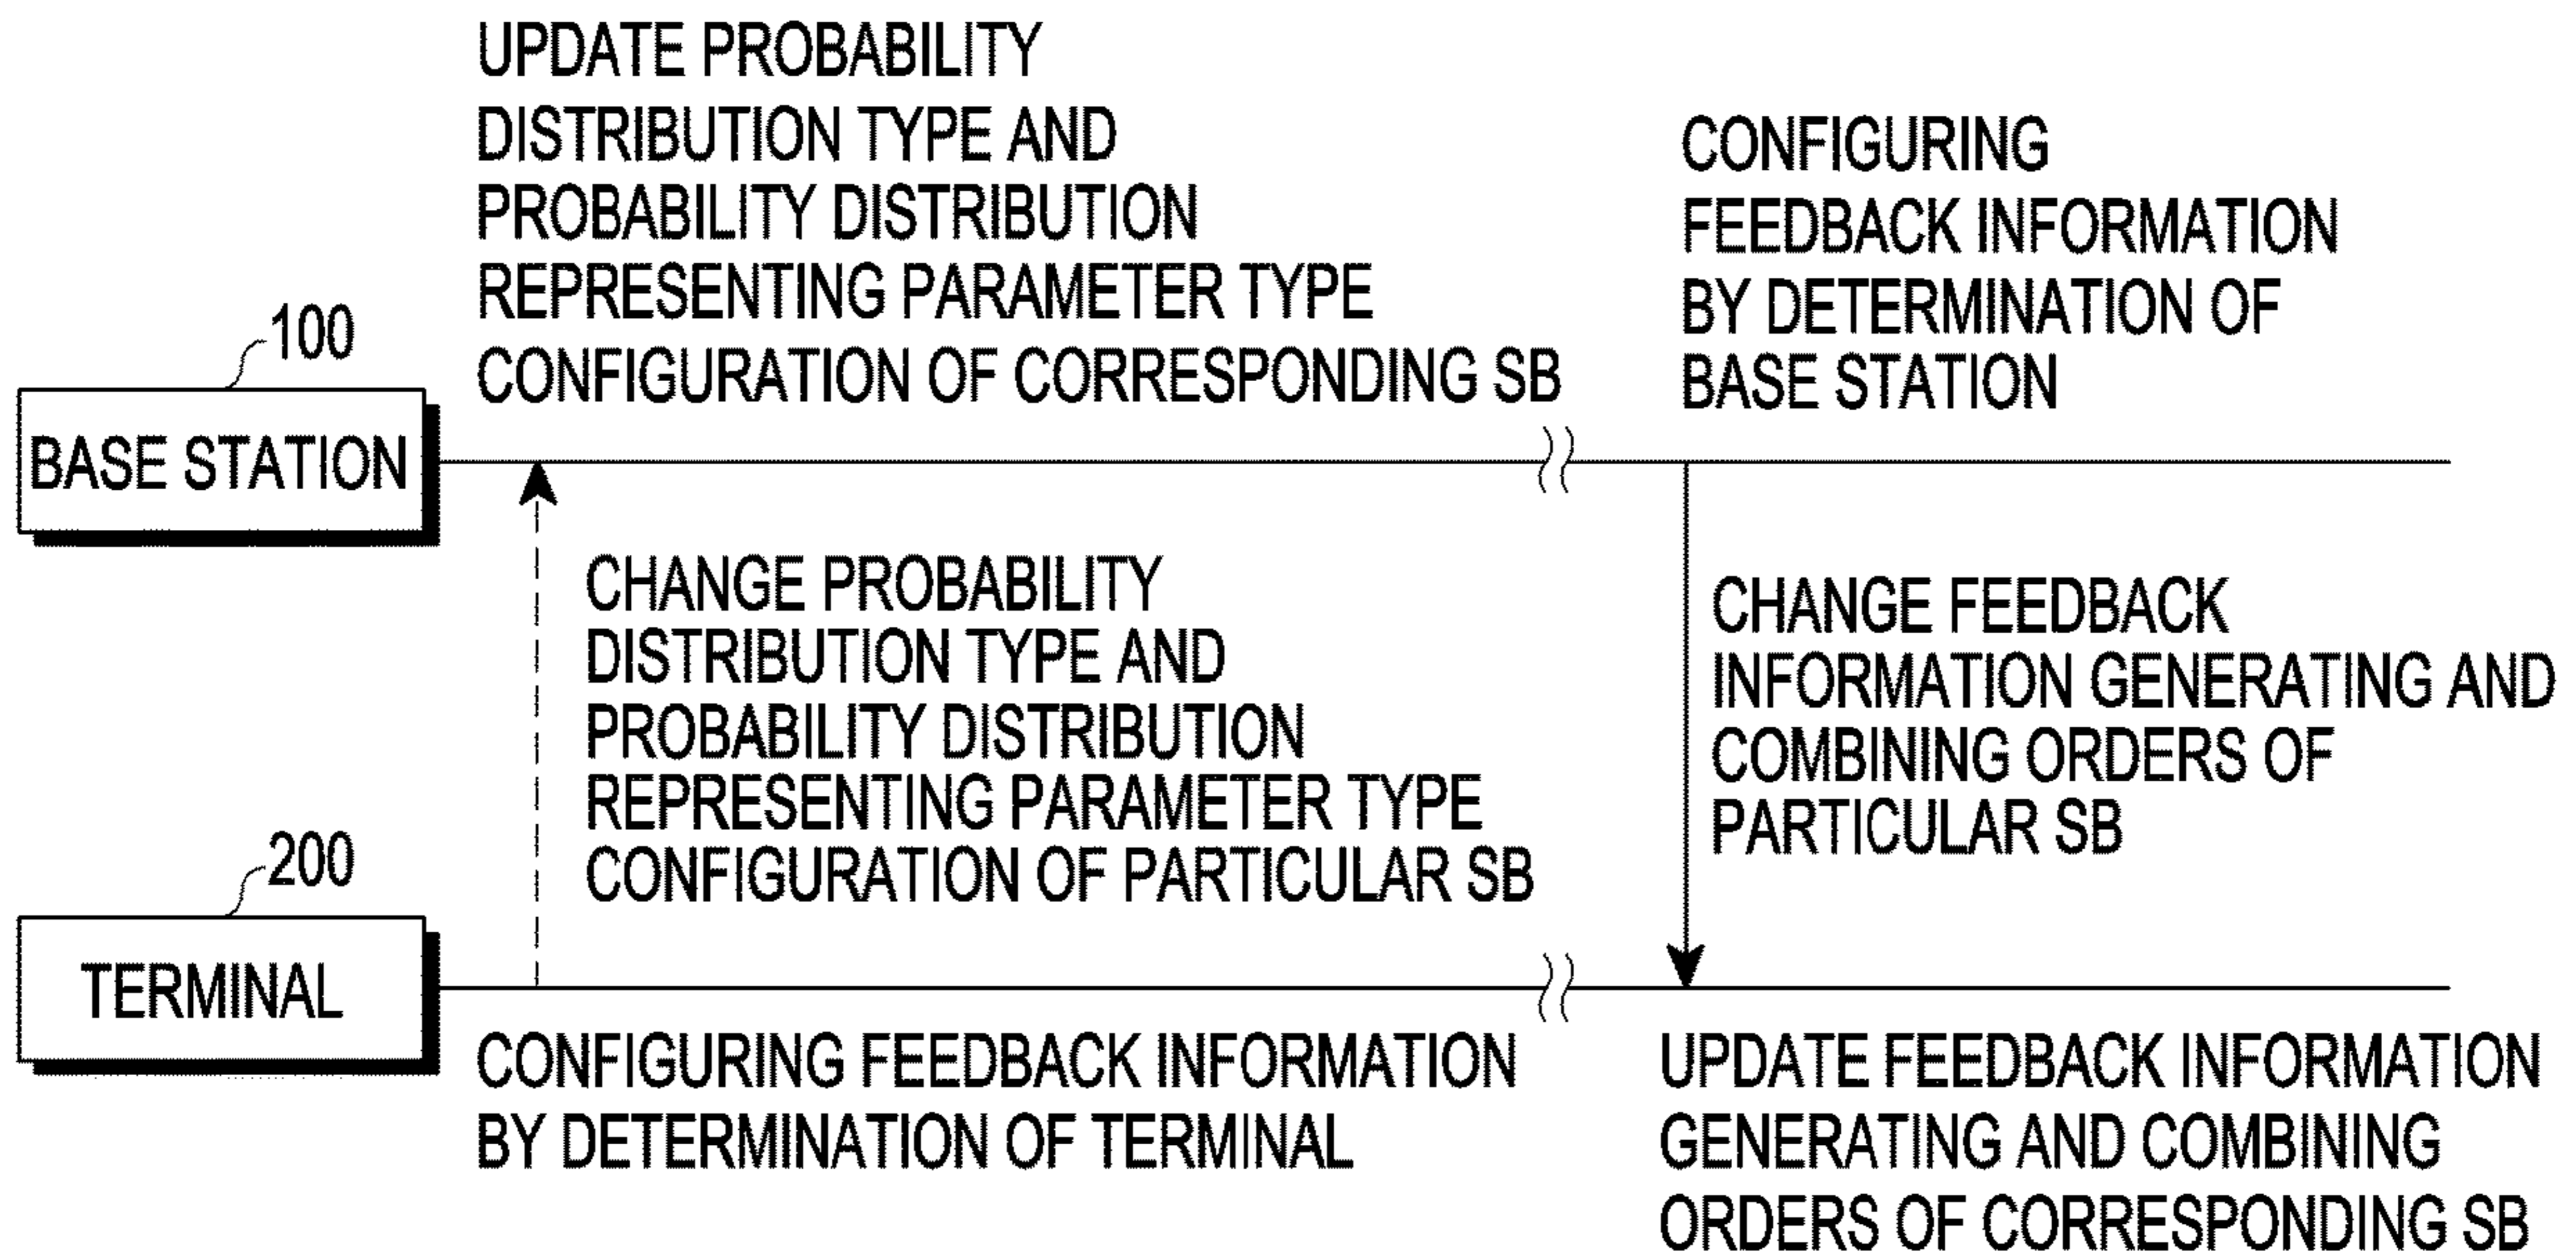 UPDATE PROBABILITY
DISTRIBUTION TYPE AND
PROBABILITY DISTRIBUTION
REPRESENTING PARAMETER TYPE
CONFIGURATION OF CORRESPONDING SB
CONFIGURING
FEEDBACK INFORMATION
BY DETERMINATION OF
BASE STATION
100
BASE STATION
CHANGE PROBABILITY
DISTRIBUTION TYPE AND
PROBABILITY DISTRIBUTION
REPRESENTING PARAMETER TYPE
CONFIGURATION OF PARTICULAR SB
CHANGE FEEDBACK
INFORMATION GENERATING AND
COMBINING ORDERS OF
PARTICULAR SB
200
TERMINAL
CONFIGURING FEEDBACK INFORMATION
BY DETERMINATION OF TERMINAL
UPDATE FEEDBACK INFORMATION
GENERATING AND COMBINING
ORDERS OF CORRESPONDING SB